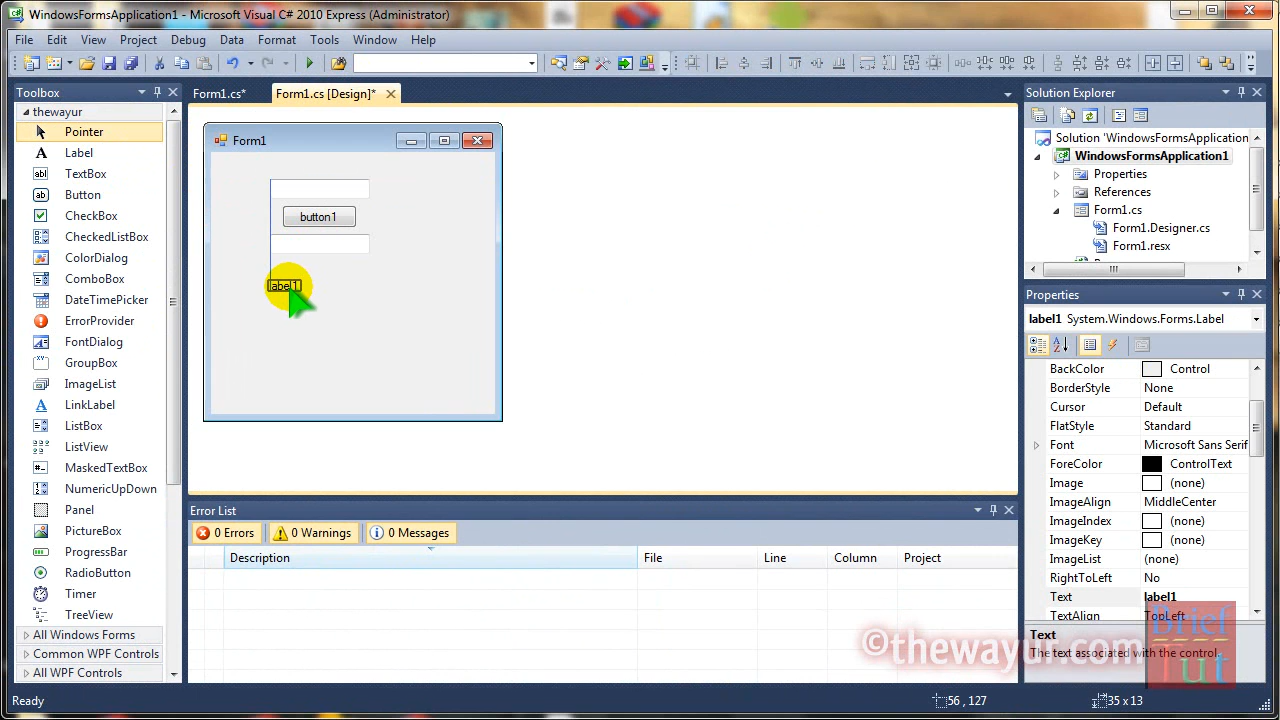 WindowsFormsApplication1 - Microsoft Visual C# 2010 Express (Administrator)
File Edit View Project Debug Data Format Tools Window Help
Toolbox
thewayur
Pointer
Label
TextBox
Button
CheckBox
CheckedListBox
ColorDialog
ComboBox
DateTimePicker
ErrorProvider
FontDialog
GroupBox
ImageList
LinkLabel
ListBox
ListView
MaskedTextBox
NumericUpDown
Panel
PictureBox
ProgressBar
RadioButton
Timer
TreeView
All Windows Forms
Common WPF Controls
All WPF Controls
Form1.cs* Form1.cs [Design]*
Form1
button1
label1
Error List
0 Errors 0 Warnings 0 Messages
Description File Line Column Project
Solution Explorer
Solution 'WindowsFormsApplication
WindowsFormsApplication1
Properties
References
Form1.cs
Form1.Designer.cs
Form1.resx
Properties
label1 System.Windows.Forms.Label
BackColor Control
BorderStyle None
Cursor Default
FlatStyle Standard
Font Microsoft Sans Serif
ForeColor ControlText
Image (none)
ImageAlign MiddleCenter
ImageIndex (none)
ImageKey (none)
ImageList (none)
RightToLeft No
Text label1
TextAlign TopLeft
Text
The text associated with the control.
©thewayur.com
Brief
Tut
Ready 56 , 127 35 x 13